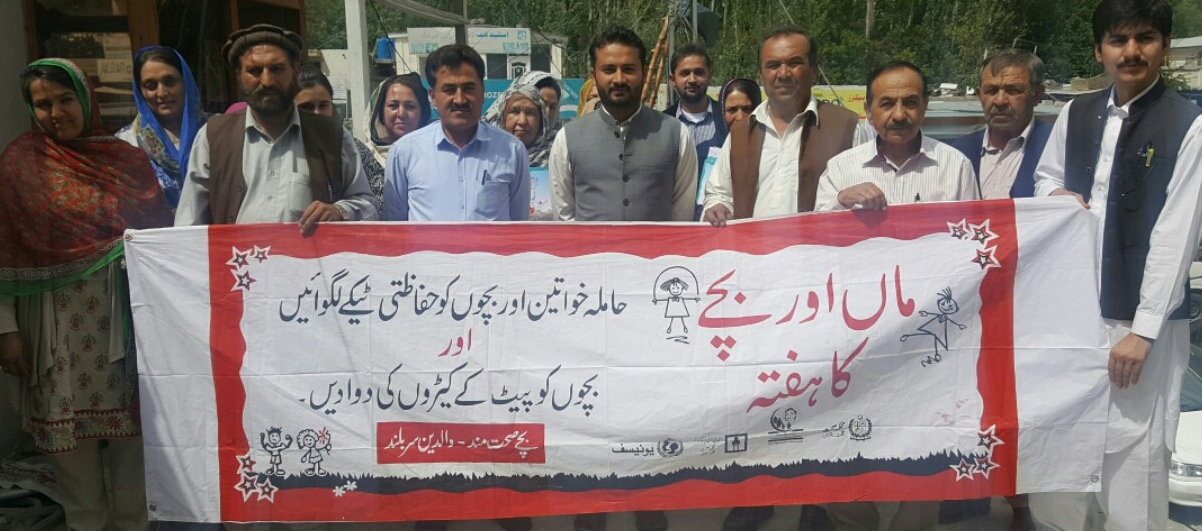 ماں اور بچے
کا ہفتہ
حاملہ خواتین اور بچوں کو حفاظتی ٹیکے لگوائیں
اور
بچوں کو پیٹ کے کیڑوں کی دوا دیں۔
بچے صحت مند - والدین سربلند
یونیسف